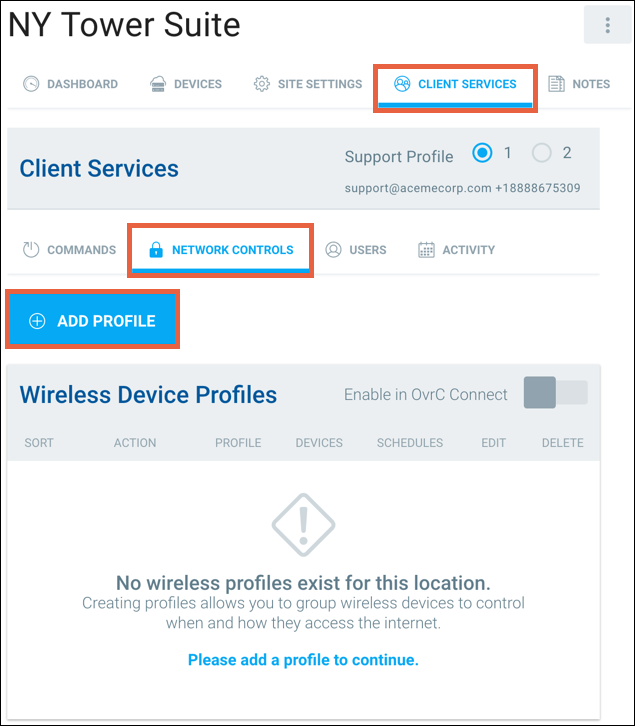 NY Tower Suite
DASHBOARD DEVICES SITE SETTINGS CLIENT SERVICES NOTES
Client Services
Support Profile 1 2
support@acemecorp.com +18888675309
COMMANDS NETWORK CONTROLS USERS ACTIVITY
ADD PROFILE
Wireless Device Profiles Enable in OvrC Connect
SORT ACTION PROFILE DEVICES SCHEDULES EDIT DELETE
No wireless profiles exist for this location.
Creating profiles allows you to group wireless devices to control
when and how they access the internet.
Please add a profile to continue.